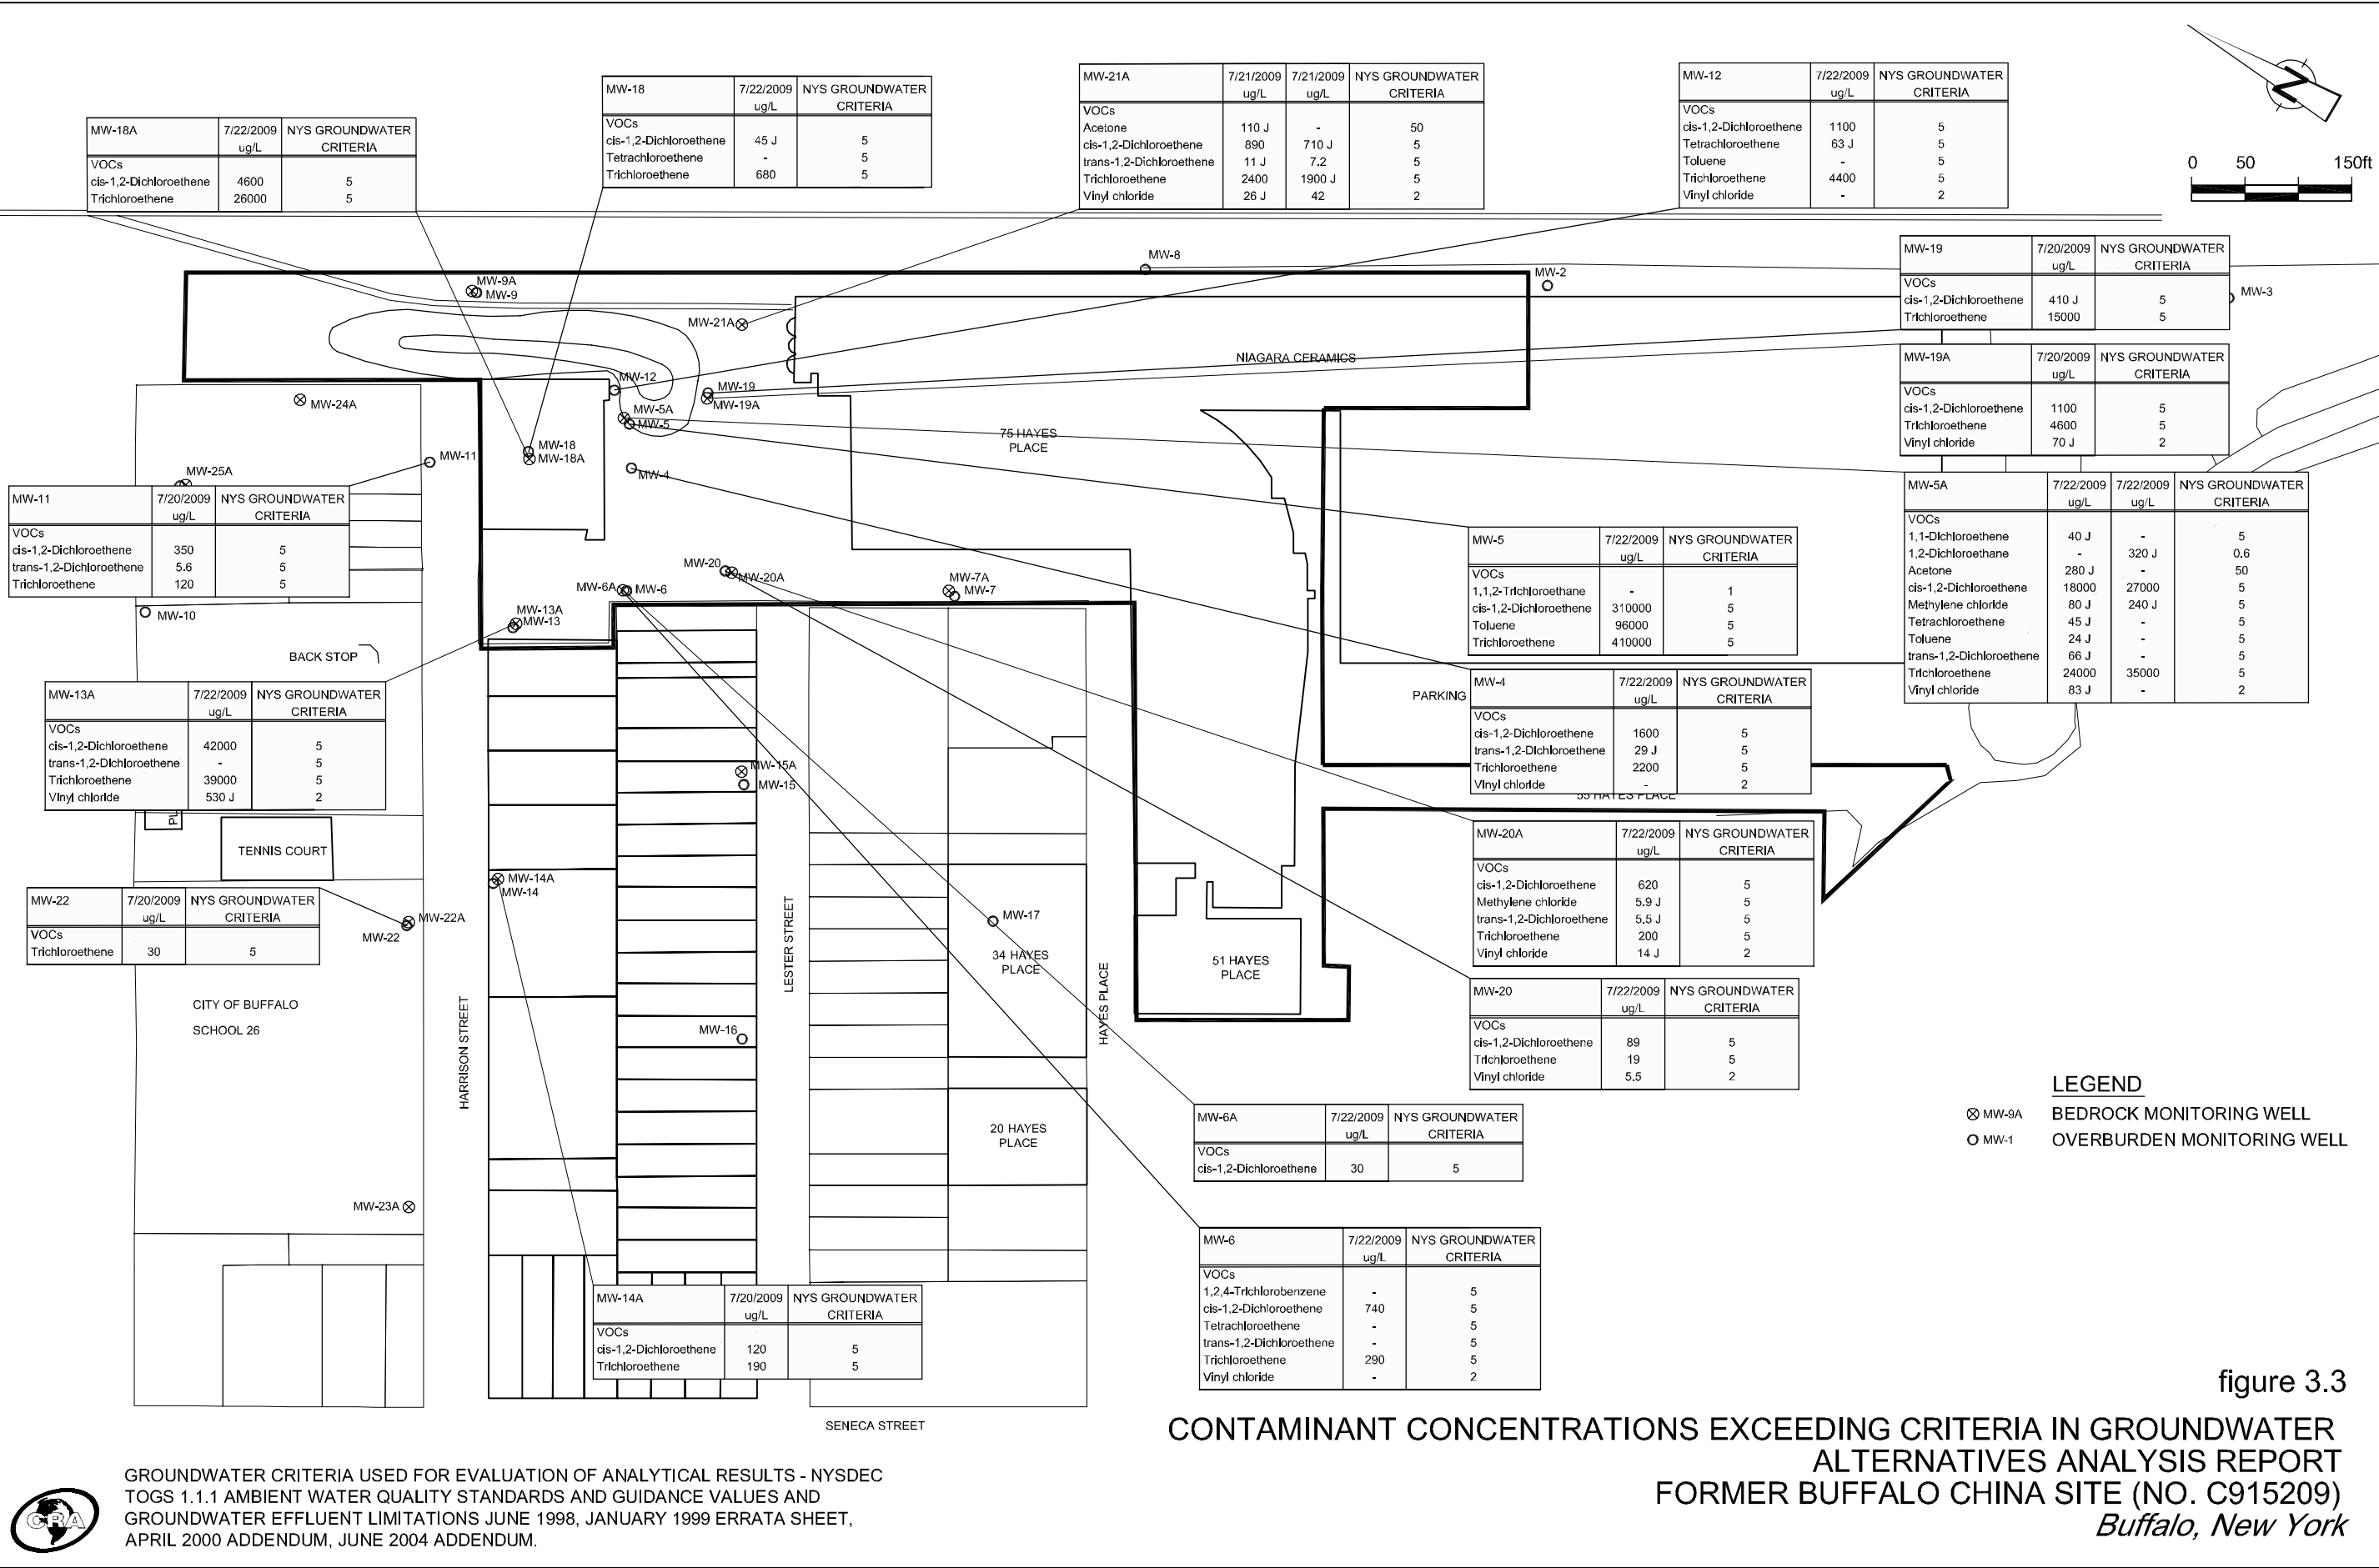 MW-18A 7/22/2009 NYS GROUNDWATER
ug/L CRITERIA
VOCs
cis-1,2-Dichloroethene 4600 5
Trichloroethene 26000 5
MW-18 7/22/2009 NYS GROUNDWATER
ug/L CRITERIA
VOCs
cis-1,2-Dichloroethene 45 J 5
Tetrachloroethene - 5
Trichloroethene 680 5
MW-21A 7/21/2009 7/21/2009 NYS GROUNDWATER
ug/L ug/L CRITERIA
VOCs
Acetone 110 J - 50
cis-1,2-Dichloroethene 890 710 J 5
trans-1,2-Dichloroethene 11 J 7.2 5
Trichloroethene 2400 1900 J 5
Vinyl chloride 26 J 42 2
MW-12 7/22/2009 NYS GROUNDWATER
ug/L CRITERIA
VOCs
cis-1,2-Dichloroethene 1100 5
Tetrachloroethene 63 J 5
Toluene - 5
Trichloroethene 4400 5
Vinyl chloride - 2
N
0 50 150ft
MW-19 7/20/2009 NYS GROUNDWATER
ug/L CRITERIA
VOCs
cis-1,2-Dichloroethene 410 J 5
Trichloroethene 15000 5
MW-19A 7/20/2009 NYS GROUNDWATER
ug/L CRITERIA
VOCs
cis-1,2-Dichloroethene 1100 5
Trichloroethene 4600 5
Vinyl chloride 70 J 2
MW-5A 7/22/2009 7/22/2009 NYS GROUNDWATER
ug/L ug/L CRITERIA
VOCs
1,1-Dichloroethene 40 J - 5
1,2-Dichloroethane - 320 J 0.6
Acetone 280 J - 50
cis-1,2-Dichloroethene 18000 27000 5
Methylene chloride 80 J 240 J 5
Tetrachloroethene 45 J - 5
Toluene 24 J - 5
trans-1,2-Dichloroethene 66 J - 5
Trichloroethene 24000 35000 5
Vinyl chloride 83 J - 2
MW-8
MW-2
MW-3
MW-9A
MW-9
MW-21A
NIAGARA CERAMICS
MW-12
MW-19
MW-19A
MW-24A
MW-5A
MW-5
75 HAYES
PLACE
MW-18
MW-18A
MW-11
MW-25A
MW-4
MW-11 7/20/2009 NYS GROUNDWATER
ug/L CRITERIA
VOCs
cis-1,2-Dichloroethene 350 5
trans-1,2-Dichloroethene 5.6 5
Trichloroethene 120 5
MW-5 7/22/2009 NYS GROUNDWATER
ug/L CRITERIA
VOCs
1,1,2-Trichloroethane - 1
cis-1,2-Dichloroethene 310000 5
Toluene 96000 5
Trichloroethene 410000 5
MW-20
MW-20A
MW-6A
MW-6
MW-7A
MW-7
MW-10
MW-13A
MW-13
BACK STOP
PARKING
MW-4 7/22/2009 NYS GROUNDWATER
ug/L CRITERIA
VOCs
cis-1,2-Dichloroethene 1600 5
trans-1,2-Dichloroethene 29 J 5
Trichloroethene 2200 5
Vinyl chloride - 2
55 HAYES PLACE
MW-13A 7/22/2009 NYS GROUNDWATER
ug/L CRITERIA
VOCs
cis-1,2-Dichloroethene 42000 5
trans-1,2-Dichloroethene - 5
Trichloroethene 39000 5
Vinyl chloride 530 J 2
PL
MW-15A
MW-15
TENNIS COURT
MW-14A
MW-14
MW-20A 7/22/2009 NYS GROUNDWATER
ug/L CRITERIA
VOCs
cis-1,2-Dichloroethene 620 5
Methylene chloride 5.9 J 5
trans-1,2-Dichloroethene 5.5 J 5
Trichloroethene 200 5
Vinyl chloride 14 J 2
MW-22 7/20/2009 NYS GROUNDWATER
ug/L CRITERIA
VOCs
Trichloroethene 30 5
MW-22A
MW-22
MW-17
LESTER STREET
34 HAYES
PLACE
51 HAYES
PLACE
HAYES PLACE
HARRISON STREET
CITY OF BUFFALO
SCHOOL 26
MW-16
MW-20 7/22/2009 NYS GROUNDWATER
ug/L CRITERIA
VOCs
cis-1,2-Dichloroethene 89 5
Trichloroethene 19 5
Vinyl chloride 5.5 2
20 HAYES
PLACE
MW-6A 7/22/2009 NYS GROUNDWATER
ug/L CRITERIA
VOCs
cis-1,2-Dichloroethene 30 5
LEGEND
MW-9A BEDROCK MONITORING WELL
MW-1 OVERBURDEN MONITORING WELL
MW-23A
MW-6 7/22/2009 NYS GROUNDWATER
ug/L CRITERIA
VOCs
1,2,4-Trichlorobenzene - 5
cis-1,2-Dichloroethene 740 5
Tetrachloroethene - 5
trans-1,2-Dichloroethene - 5
Trichloroethene 290 5
Vinyl chloride - 2
MW-14A 7/20/2009 NYS GROUNDWATER
ug/L CRITERIA
VOCs
cis-1,2-Dichloroethene 120 5
Trichloroethene 190 5
SENECA STREET
figure 3.3
CONTAMINANT CONCENTRATIONS EXCEEDING CRITERIA IN GROUNDWATER
ALTERNATIVES ANALYSIS REPORT
FORMER BUFFALO CHINA SITE (NO. C915209)
Buffalo, New York
CRA
GROUNDWATER CRITERIA USED FOR EVALUATION OF ANALYTICAL RESULTS - NYSDEC
TOGS 1.1.1 AMBIENT WATER QUALITY STANDARDS AND GUIDANCE VALUES AND
GROUNDWATER EFFLUENT LIMITATIONS JUNE 1998, JANUARY 1999 ERRATA SHEET,
APRIL 2000 ADDENDUM, JUNE 2004 ADDENDUM.